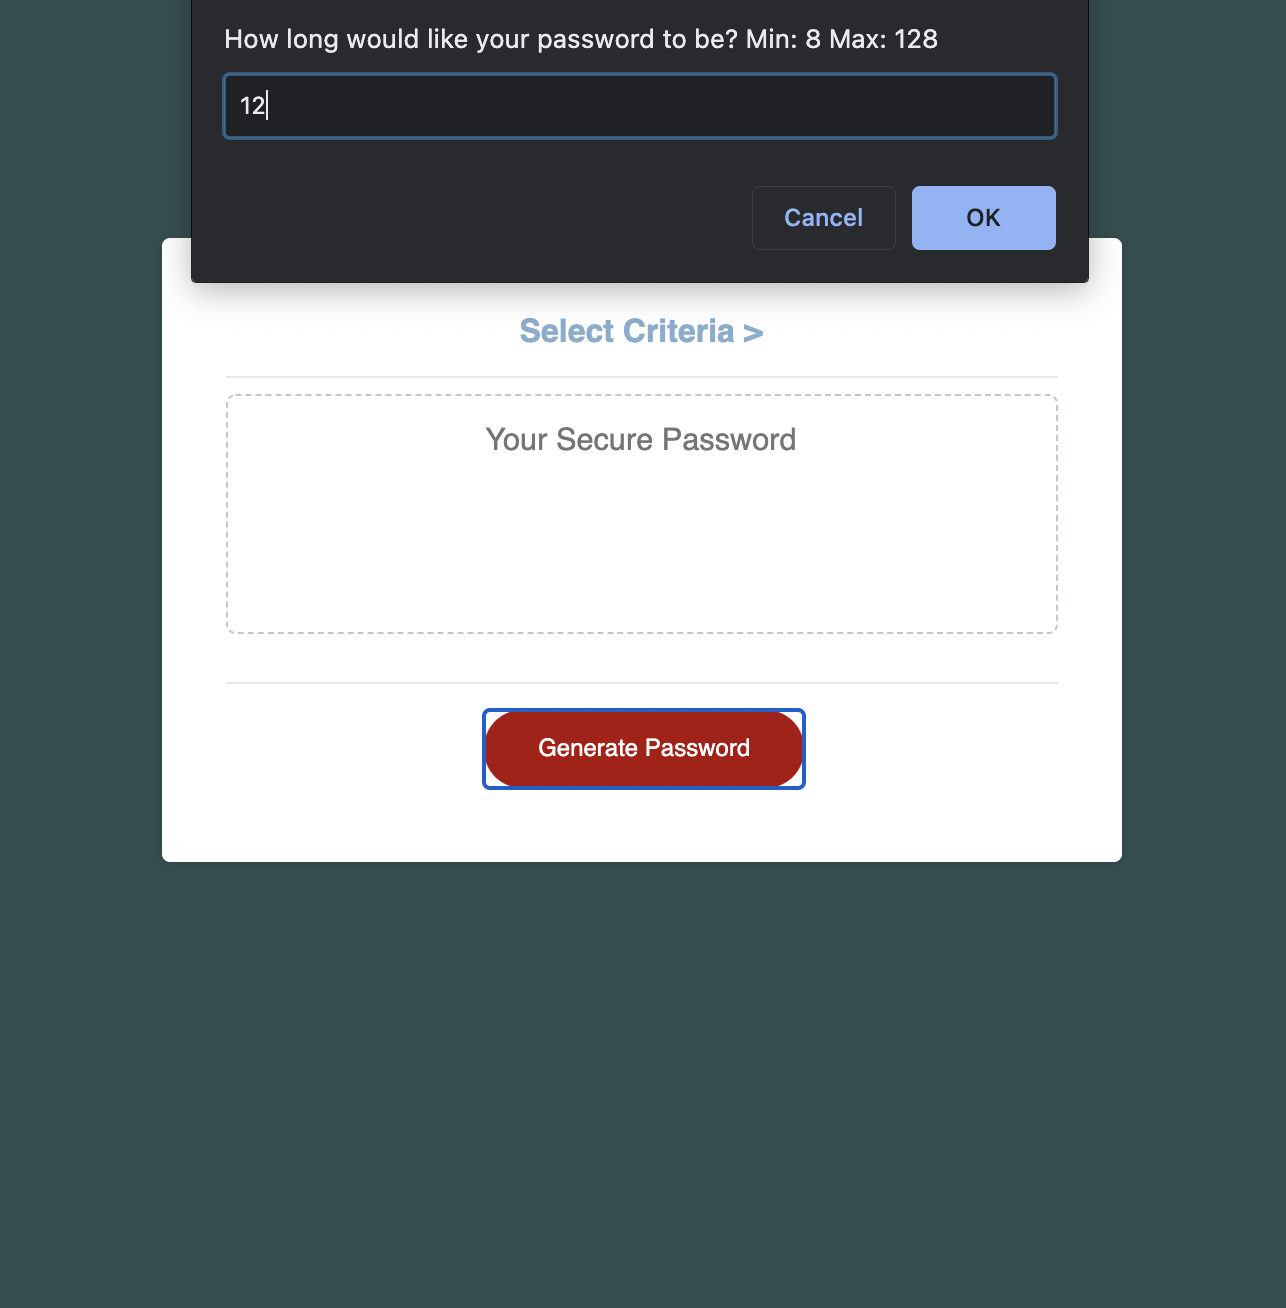 How long would like your password to be? Min: 8 Max: 128
12
Cancel
OK
Select Criteria >
Your Secure Password
Generate Password